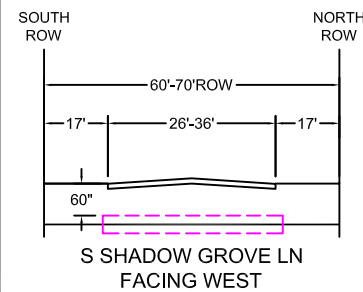 SOUTH
ROW
NORTH
ROW
60'-70'ROW
17'
26'-36'
17'
60"
S SHADOW GROVE LN
FACING WEST